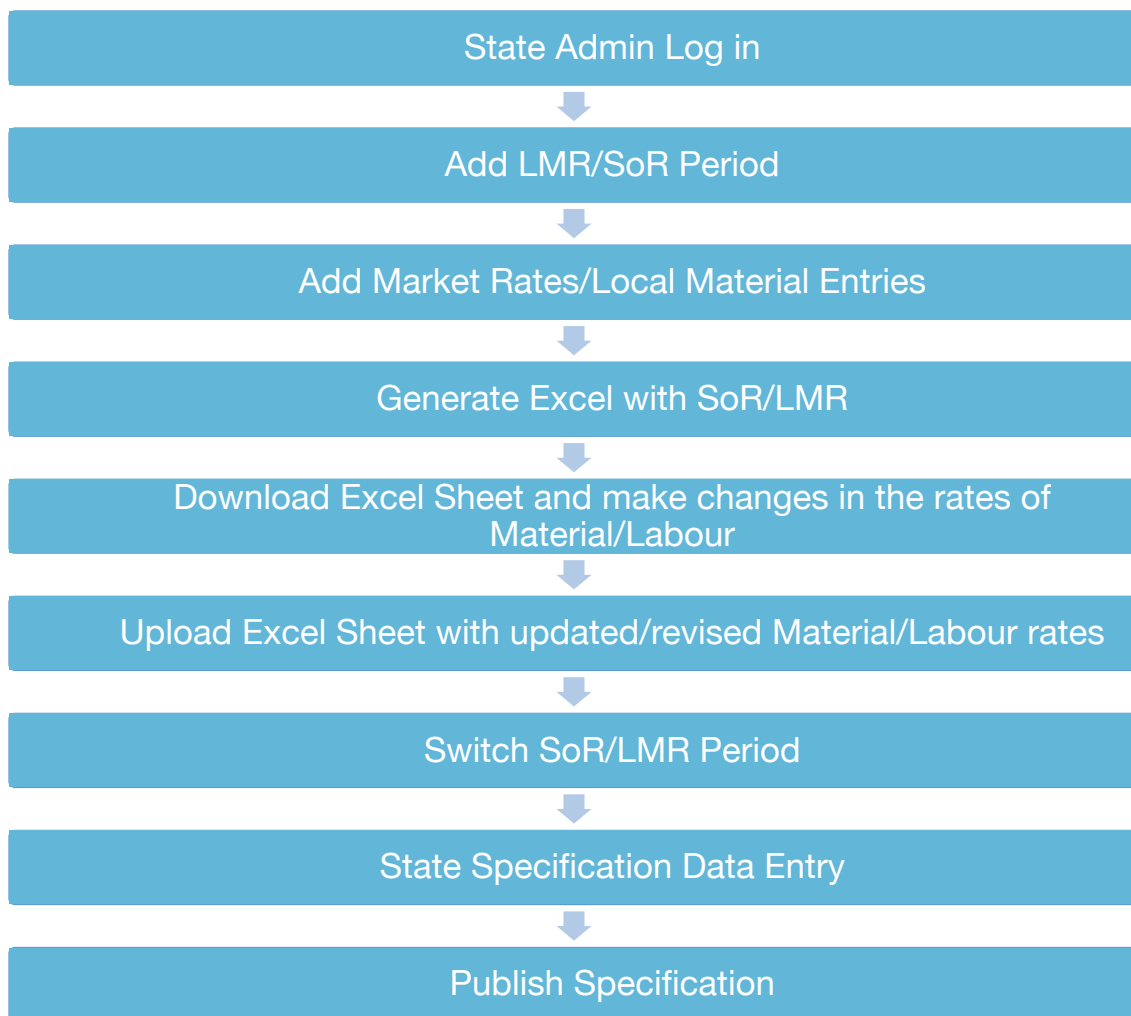 State Admin Log in
Add LMR/SoR Period
Add Market Rates/Local Material Entries
Generate Excel with SoR/LMR
Download Excel Sheet and make changes in the rates of
Material/Labour
Upload Excel Sheet with updated/revised Material/Labour rates
Switch SoR/LMR Period
State Specification Data Entry
Publish Specification